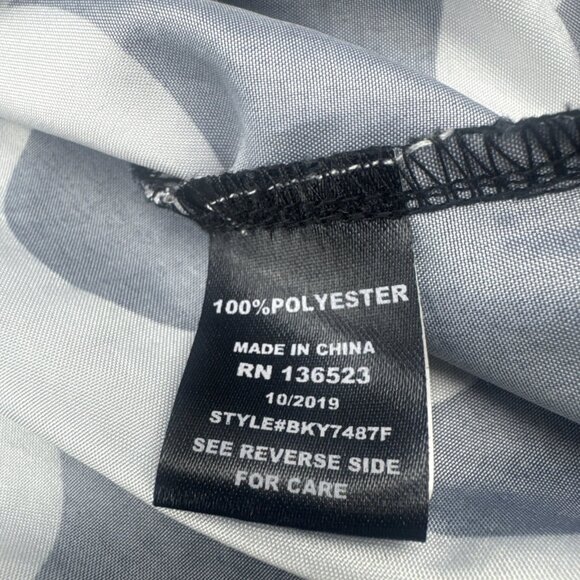 100%POLYESTER
MADE IN CHINA
RN 136523
10/2019
STYLE#BKY7487F
SEE REVERSE SIDE
FOR CARE